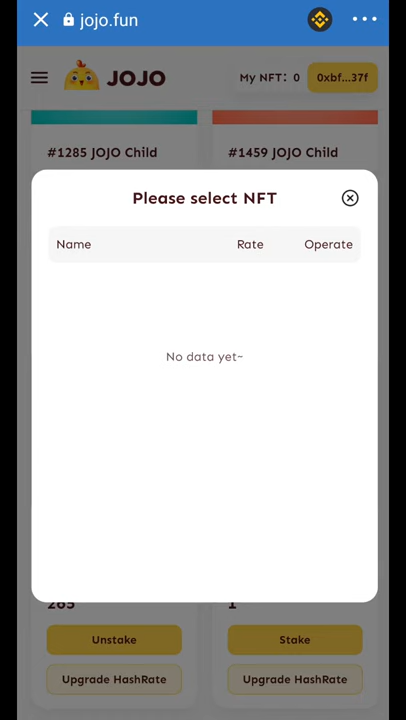 jojo.fun
JOJO
My NFT: 0
0xbf...37f
#1285 JOJO Child
#1459 JOJO Child
Please select NFT
Name Rate Operate
No data yet~
265
1
Unstake
Stake
Upgrade HashRate
Upgrade HashRate